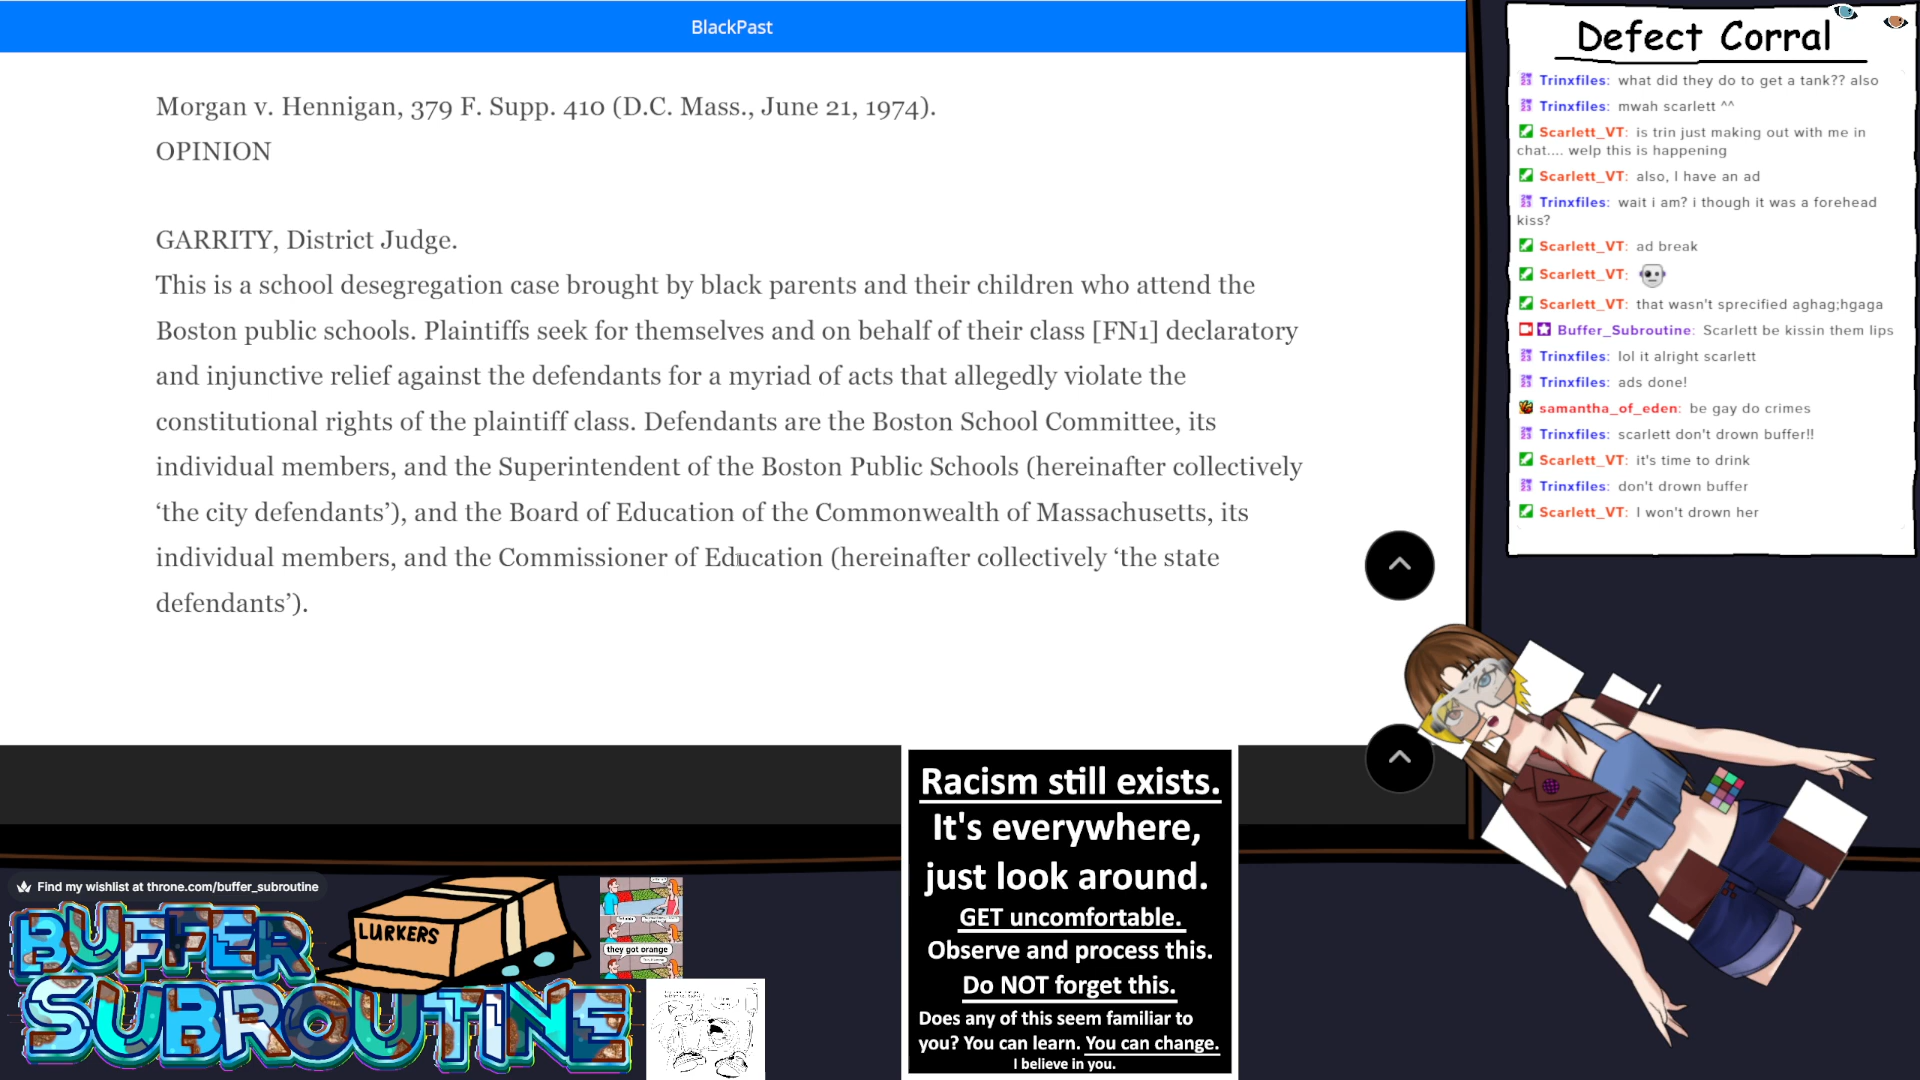 BlackPast
Morgan v. Hennigan, 379 F. Supp. 410 (D.C. Mass., June 21, 1974).
OPINION
GARRITY, District Judge.
This is a school desegregation case brought by black parents and their children who attend the
Boston public schools. Plaintiffs seek for themselves and on behalf of their class [FN1] declaratory
and injunctive relief against the defendants for a myriad of acts that allegedly violate the
constitutional rights of the plaintiff class. Defendants are the Boston School Committee, its
individual members, and the Superintendent of the Boston Public Schools (hereinafter collectively
‘the city defendants’), and the Board of Education of the Commonwealth of Massachusetts, its
individual members, and the Commissioner of Education (hereinafter collectively ‘the state
defendants’).
Defect Corral
Trinxfiles: what did they do to get a tank?? also
Trinxfiles: mwah scarlett ^^
Scarlett_VT: is trin just making out with me in
chat.... welp this is happening
Scarlett_VT: also, I have an ad
Trinxfiles: wait i am? i though it was a forehead
kiss?
Scarlett_VT: ad break
Scarlett_VT:
Scarlett_VT: that wasn't sprecified aghag;hgaga
Buffer_Subroutine: Scarlett be kissin them lips
Trinxfiles: lol it alright scarlett
Trinxfiles: ads done!
samantha_of_eden: be gay do crimes
Trinxfiles: scarlett don't drown buffer!!
Scarlett_VT: it's time to drink
Trinxfiles: don't drown buffer
Scarlett_VT: I won't drown her
Find my wishlist at throne.com/buffer_subroutine
BUFFER
SUBROUTINE
LURKERS
they got orange
Racism still exists.
It's everywhere,
just look around.
GET uncomfortable.
Observe and process this.
Do NOT forget this.
Does any of this seem familiar to
you? You can learn. You can change.
I believe in you.